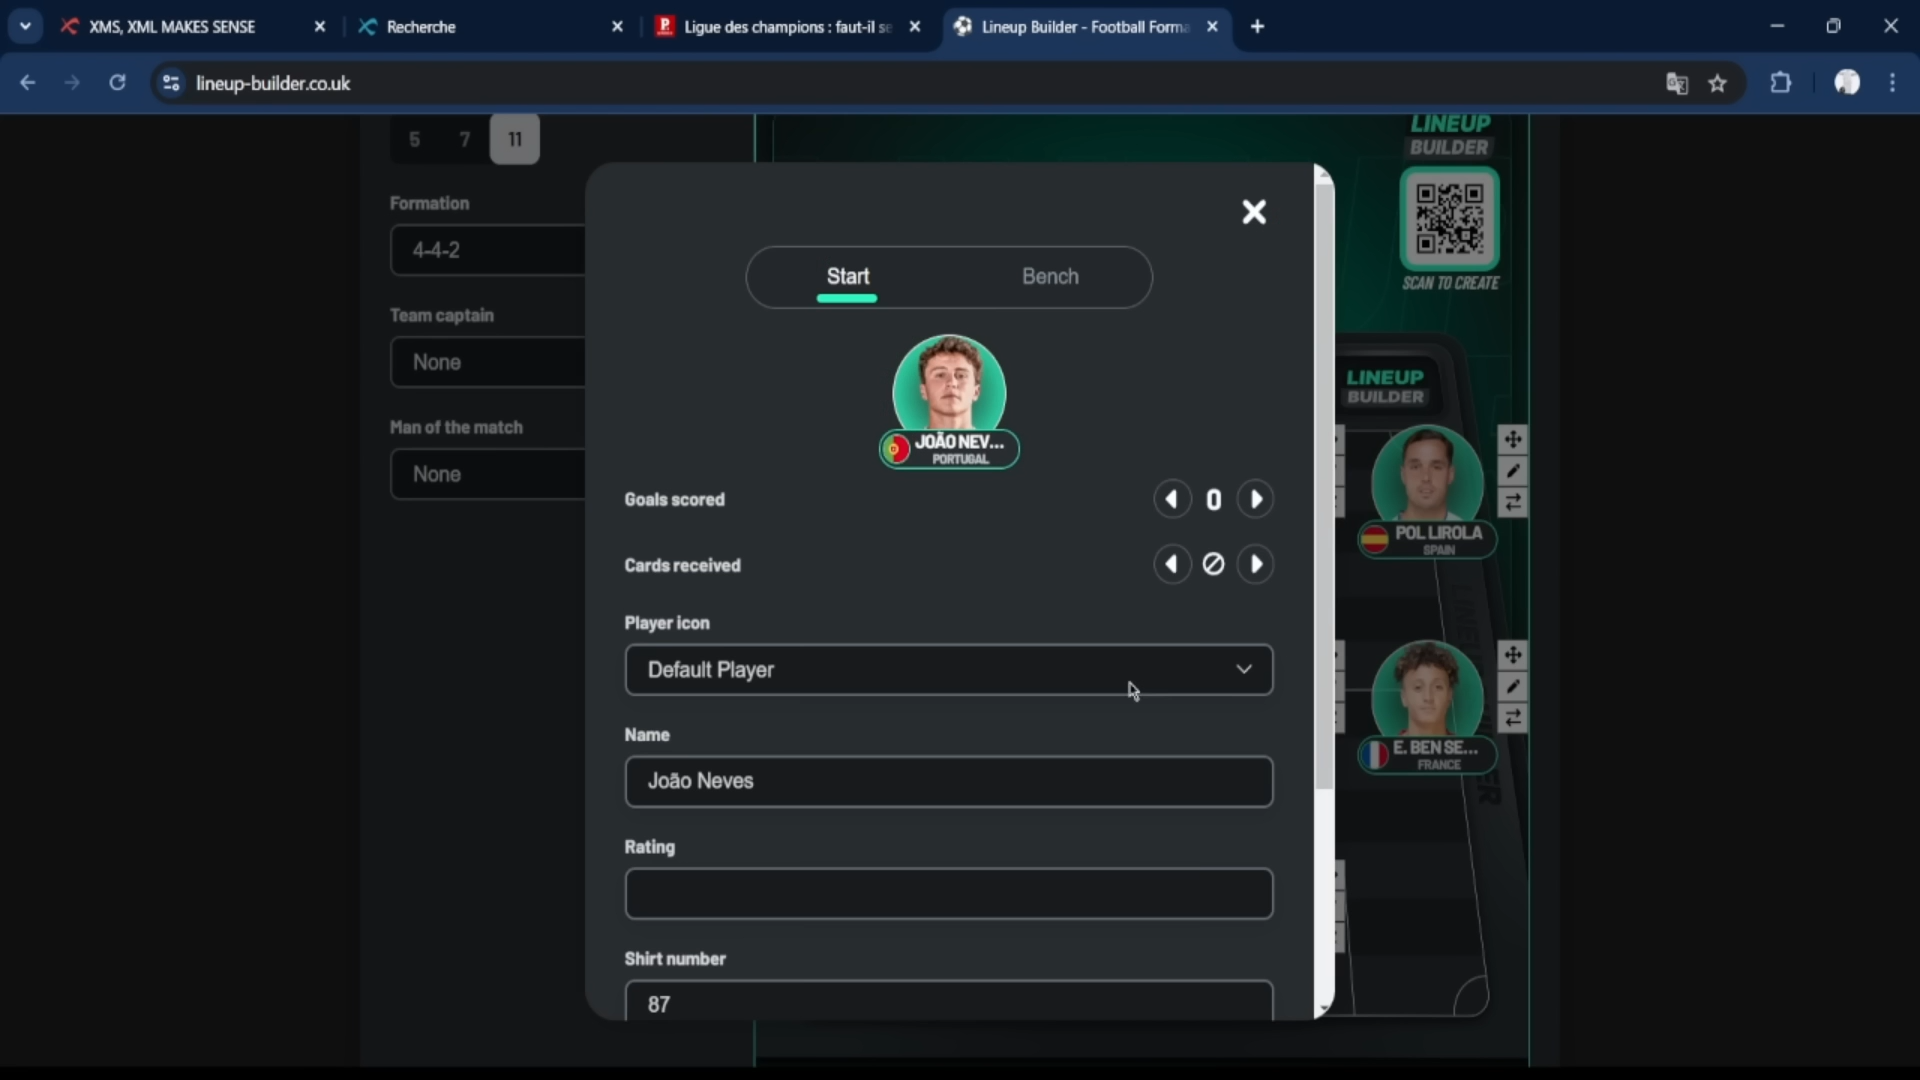 XMS, XML MAKES SENSE
Recherche
Ligue des champions : faut-il se
Lineup Builder - Football Forma
lineup-builder.co.uk
5 7 11
Formation
4-4-2
Team captain
None
Man of the match
None
Start
Bench
JOÃO NEV...
PORTUGAL
Goals scored
0
Cards received
Player icon
Default Player
Name
João Neves
Rating
Shirt number
87
LINEUP
BUILDER
SCAN TO CREATE
LINEUP
BUILDER
POL LIROLA
SPAIN
E. BEN SE...
FRANCE